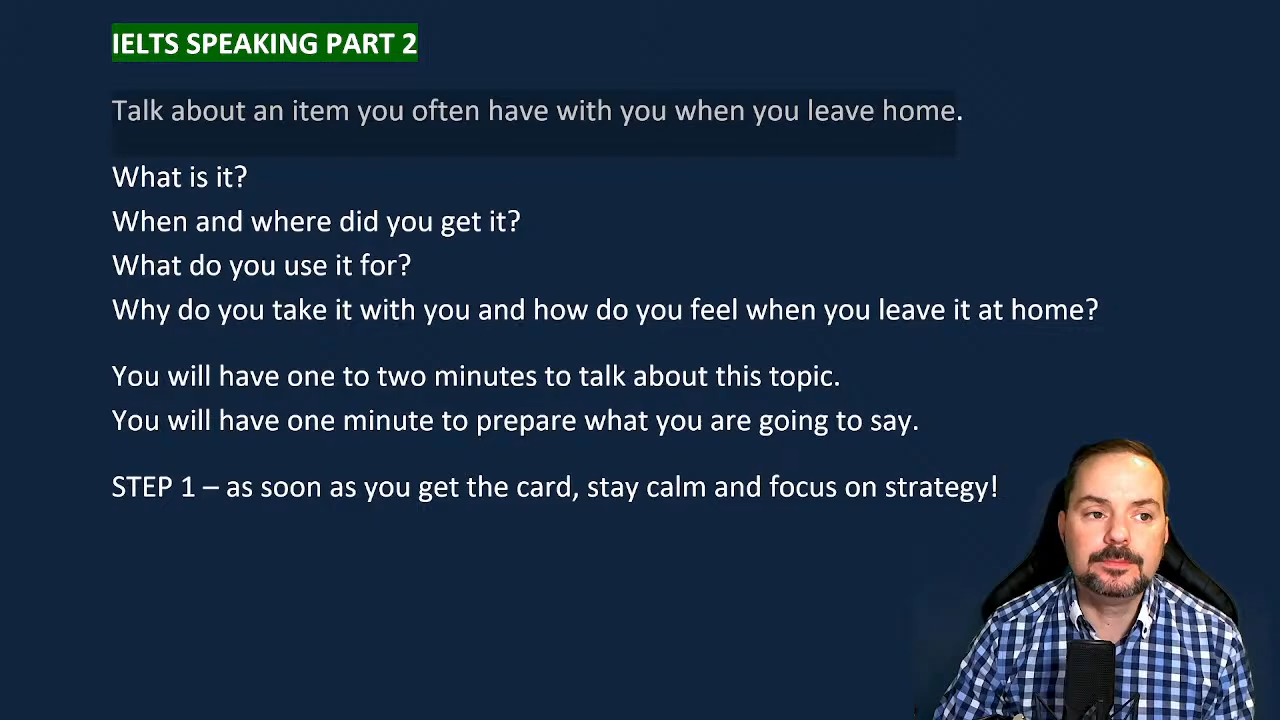 IELTS SPEAKING PART 2
Talk about an item you often have with you when you leave home.
What is it?
When and where did you get it?
What do you use it for?
Why do you take it with you and how do you feel when you leave it at home?
You will have one to two minutes to talk about this topic.
You will have one minute to prepare what you are going to say.
STEP 1 – as soon as you get the card, stay calm and focus on strategy!